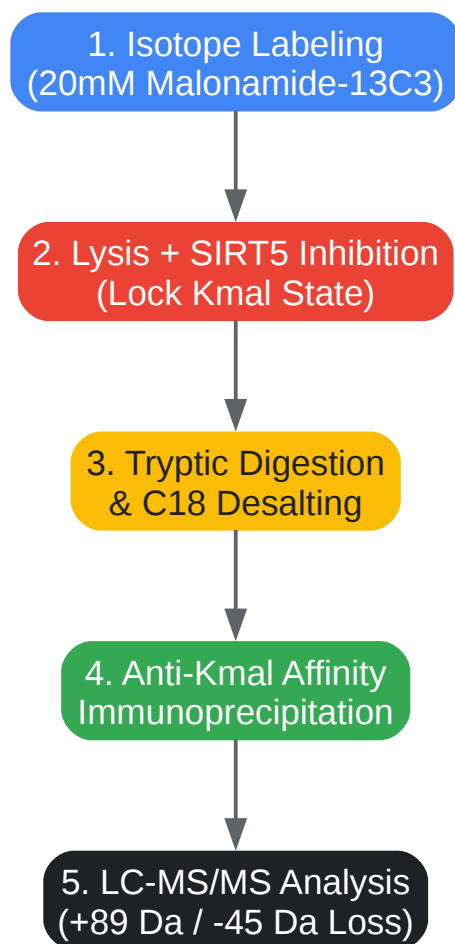 1. Isotope Labeling
(20mM Malonamide-13C3)
2. Lysis + SIRT5 Inhibition
(Lock Kmal State)
3. Tryptic Digestion
& C18 Desalting
4. Anti-Kmal Affinity
Immunoprecipitation
5. LC-MS/MS Analysis
(+89 Da / -45 Da Loss)